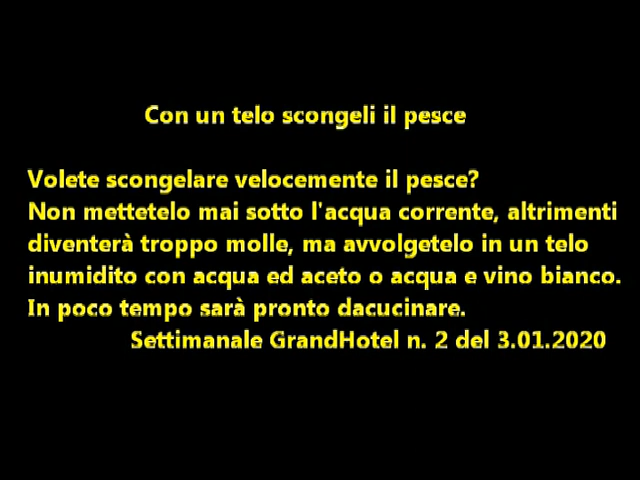 Con un telo scongeli il pesce
Volete scongelare velocemente il pesce?
Non mettetelo mai sotto l'acqua corrente, altrimenti
diventerà troppo molle, ma avvolgetelo in un telo
inumidito con acqua ed aceto o acqua e vino bianco.
In poco tempo sarà pronto dacucinare.
Settimanale GrandHotel n. 2 del 3.01.2020